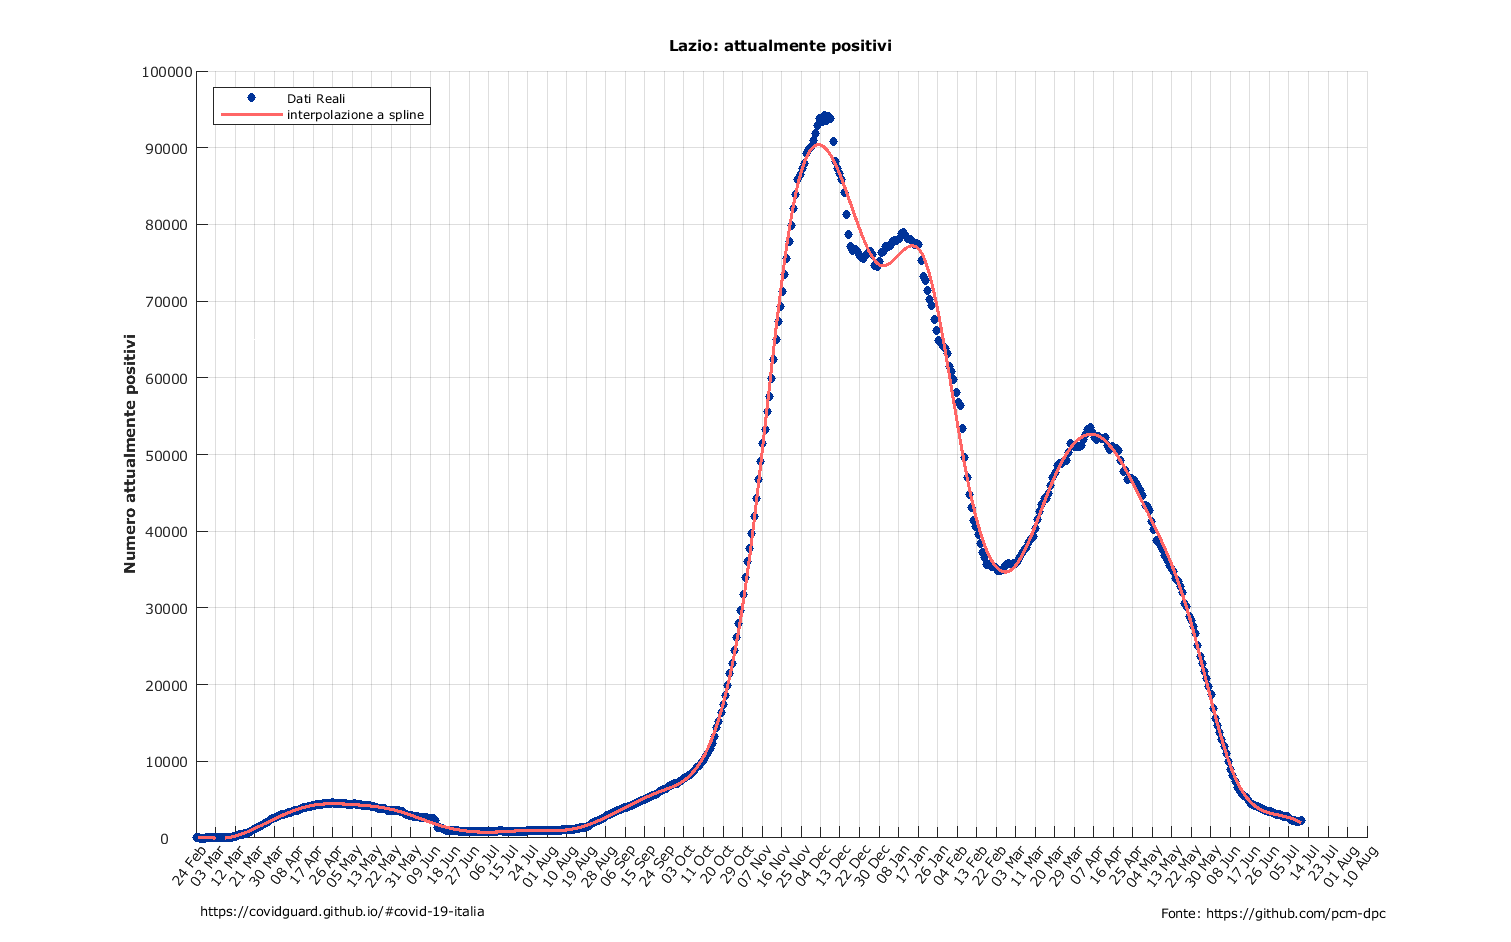 Lazio: attualmente positivi
100000
90000
80000
70000
60000
50000
40000
30000
20000
10000
0
Numero attualmente positivi
Dati Reali
interpolazione a spline
24 Feb
03 Mar
12 Mar
21 Mar
30 Mar
08 Apr
17 Apr
26 Apr
05 May
13 May
22 May
31 May
09 Jun
18 Jun
27 Jun
06 Jul
15 Jul
24 Jul
01 Aug
10 Aug
19 Aug
28 Aug
06 Sep
15 Sep
24 Sep
03 Oct
11 Oct
20 Oct
29 Oct
07 Nov
16 Nov
25 Nov
04 Dec
13 Dec
22 Dec
30 Dec
08 Jan
17 Jan
26 Jan
04 Feb
13 Feb
22 Feb
03 Mar
11 Mar
20 Mar
29 Mar
07 Apr
16 Apr
25 Apr
04 May
13 May
22 May
30 May
08 Jun
17 Jun
26 Jun
05 Jul
14 Jul
23 Jul
01 Aug
10 Aug
https://covidguard.github.io/#covid-19-italia
Fonte: https://github.com/pcm-dpc